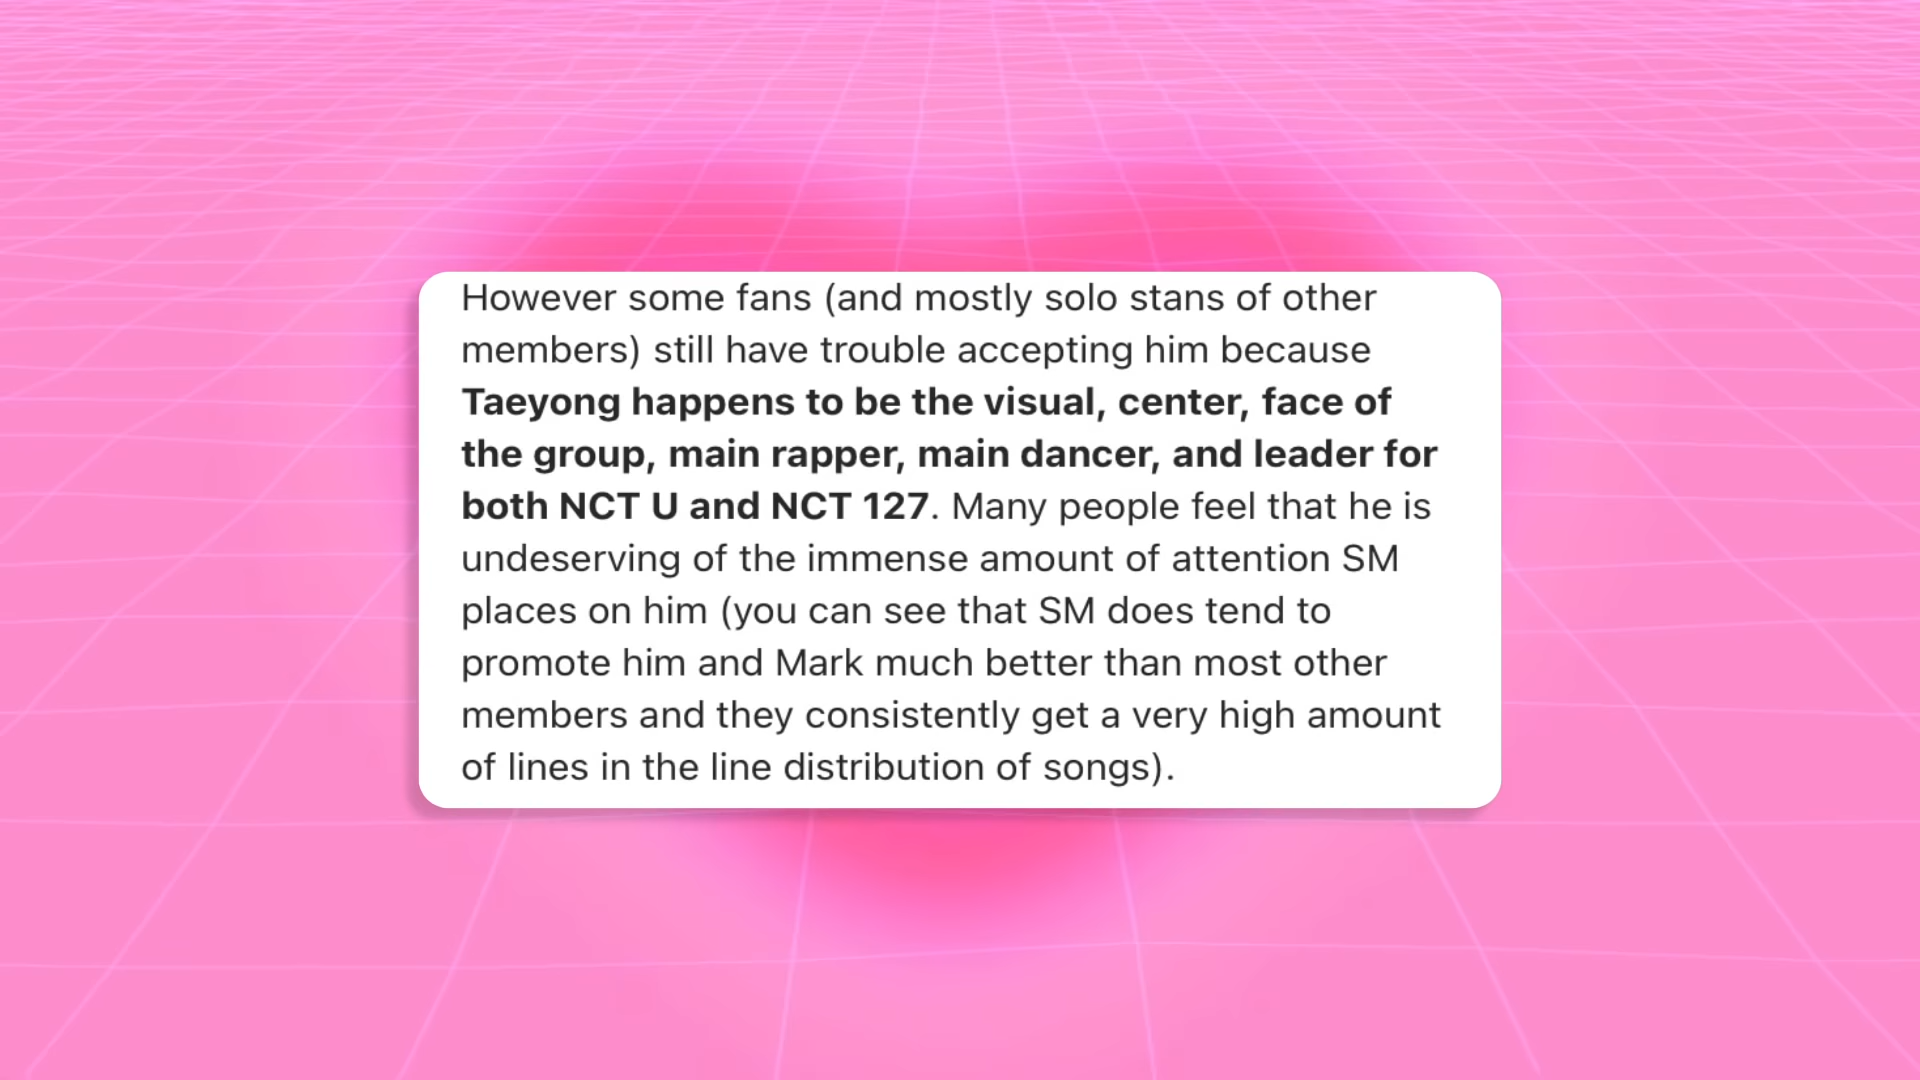 However some fans (and mostly solo stans of other
members) still have trouble accepting him because
Taeyong happens to be the visual, center, face of
the group, main rapper, main dancer, and leader for
both NCT U and NCT 127. Many people feel that he is
undeserving of the immense amount of attention SM
places on him (you can see that SM does tend to
promote him and Mark much better than most other
members and they consistently get a very high amount
of lines in the line distribution of songs).